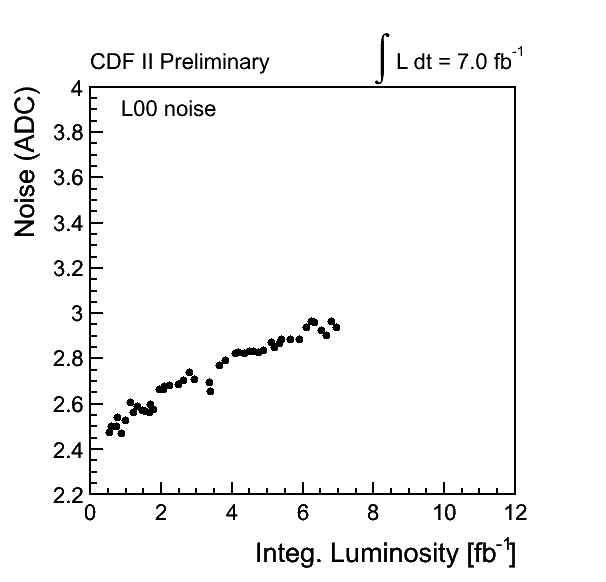 CDF II Preliminary
∫ L dt = 7.0 fb-1
L00 noise
Noise (ADC)
4
3.8
3.6
3.4
3.2
3
2.8
2.6
2.4
2.2
0 2 4 6 8 10 12
Integ. Luminosity [fb-1]